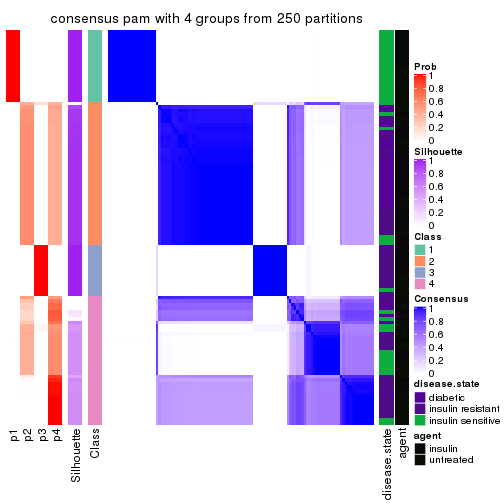 consensus pam with 4 groups from 250 partitions
Prob
1
0.8
0.6
0.4
0.2
0
Silhouette
1
0.8
0.6
0.4
0.2
0
Class
1
2
3
4
Consensus
1
0.8
0.6
0.4
0.2
0
disease.state
diabetic
insulin resistant
insulin sensitive
agent
insulin
untreated
p1
p2
p3
p4
Silhouette
Class
disease.state
agent